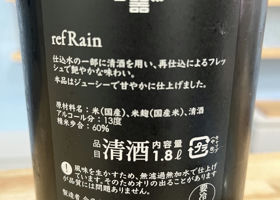 refRain
仕込水の一部に清酒を用い、再仕込によるフレッ
シュで艶やかな味わい。
本品はジューシーで甘やかに仕上げました。
原材料名：米(国産)、米麹(国産米)、清酒
アルコール分：13度
精米歩合：60%
品目 清酒 内容量 1.8ℓ
風味を生かすため、無濾過無加水で仕上げ
ています。そのためオリの出ることがあります
が品質には問題ありません。
要冷